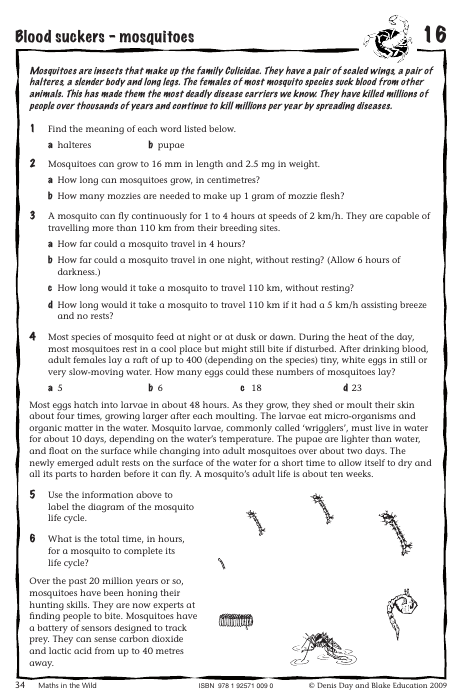 Blood suckers – mosquitoes
16
Mosquitoes are insects that make up the family Culicidae. They have a pair of scaled wings, a pair of
halteres, a slender body and long legs. The females of most mosquito species suck blood from other
animals. This has made them the most deadly disease carriers we know. They have killed millions of
people over thousands of years and continue to kill millions per year by spreading diseases.
1 Find the meaning of each word listed below.
a halteres b pupae
2 Mosquitoes can grow to 16 mm in length and 2.5 mg in weight.
a How long can mosquitoes grow, in centimetres?
b How many mozzies are needed to make up 1 gram of mozzie flesh?
3 A mosquito can fly continuously for 1 to 4 hours at speeds of 2 km/h. They are capable of
travelling more than 110 km from their breeding sites.
a How far could a mosquito travel in 4 hours?
b How far could a mosquito travel in one night, without resting? (Allow 6 hours of
darkness.)
c How long would it take a mosquito to travel 110 km, without resting?
d How long would it take a mosquito to travel 110 km if it had a 5 km/h assisting breeze
and no rests?
4 Most species of mosquito feed at night or at dusk or dawn. During the heat of the day,
most mosquitoes rest in a cool place but might still bite if disturbed. After drinking blood,
adult females lay a raft of up to 400 (depending on the species) tiny, white eggs in still or
very slow-moving water. How many eggs could these numbers of mosquitoes lay?
a 5 b 6 c 18 d 23
Most eggs hatch into larvae in about 48 hours. As they grow, they shed or moult their skin
about four times, growing larger after each moulting. The larvae eat micro-organisms and
organic matter in the water. Mosquito larvae, commonly called ‘wrigglers’, must live in water
for about 10 days, depending on the water’s temperature. The pupae are lighter than water,
and float on the surface while changing into adult mosquitoes over about two days. The
newly emerged adult rests on the surface of the water for a short time to allow itself to dry and
all its parts to harden before it can fly. A mosquito’s adult life is about ten weeks.
5 Use the information above to
label the diagram of the mosquito
life cycle.
6 What is the total time, in hours,
for a mosquito to complete its
life cycle?
Over the past 20 million years or so,
mosquitoes have been honing their
hunting skills. They are now experts at
finding people to bite. Mosquitoes have
a battery of sensors designed to track
prey. They can sense carbon dioxide
and lactic acid from up to 40 metres
away.
34 Maths in the Wild ISBN 978 1 92571 009 0 © Denis Day and Blake Education 2009